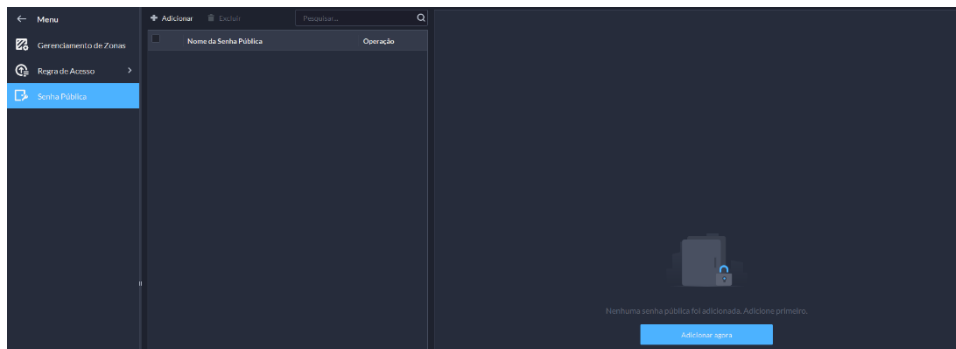 Menu
Gerenciamento de Zonas
Regra de Acesso
Senha Pública
Adicionar
Excluir
Pesquisar...
Nome da Senha Pública
Operação
Nenhuma senha pública foi adicionada. Adicione primeiro.
Adicionar agora